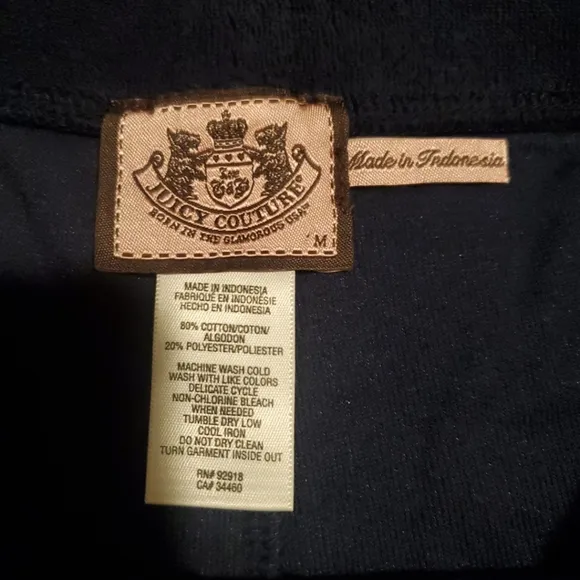 JUICY COUTURE
BORN IN THE GLAMOROUS USA
M
Made in Indonesia
MADE IN INDONESIA
FABRIQUÉ EN INDONÉSIE
HECHO EN INDONESIA
80% COTTON/COTON/
ALGODON
20% POLYESTER/POLIESTER
MACHINE WASH COLD
WASH WITH LIKE COLORS
DELICATE CYCLE
NON-CHLORINE BLEACH
WHEN NEEDED
TUMBLE DRY LOW
COOL IRON
DO NOT DRY CLEAN
TURN GARMENT INSIDE OUT
RN# 92918
CA# 34460